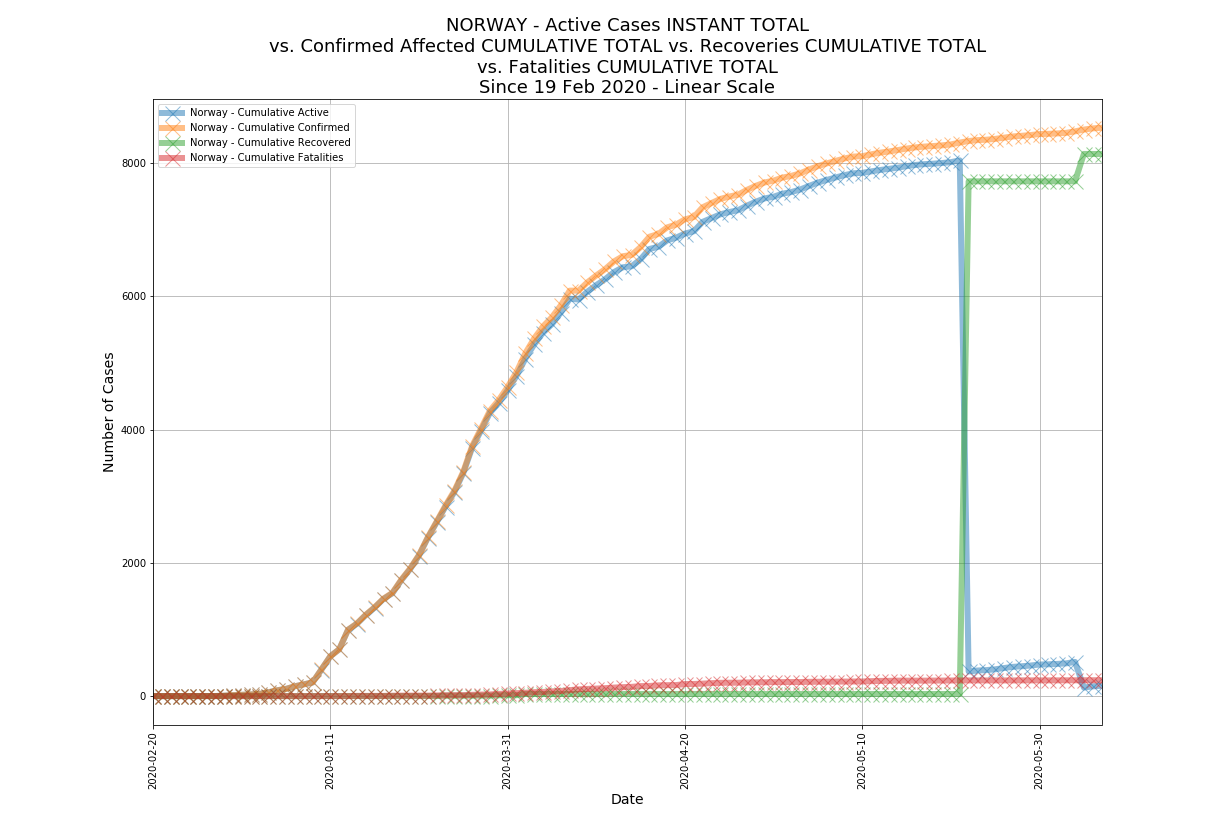 NORWAY - Active Cases INSTANT TOTAL
vs. Confirmed Affected CUMULATIVE TOTAL vs. Recoveries CUMULATIVE TOTAL
vs. Fatalities CUMULATIVE TOTAL
Since 19 Feb 2020 - Linear Scale
Norway - Cumulative Active
Norway - Cumulative Confirmed
Norway - Cumulative Recovered
Norway - Cumulative Fatalities
Number of Cases
8000
6000
4000
2000
0
2020-02-20
2020-03-11
2020-03-31
2020-04-20
2020-05-10
2020-05-30
Date